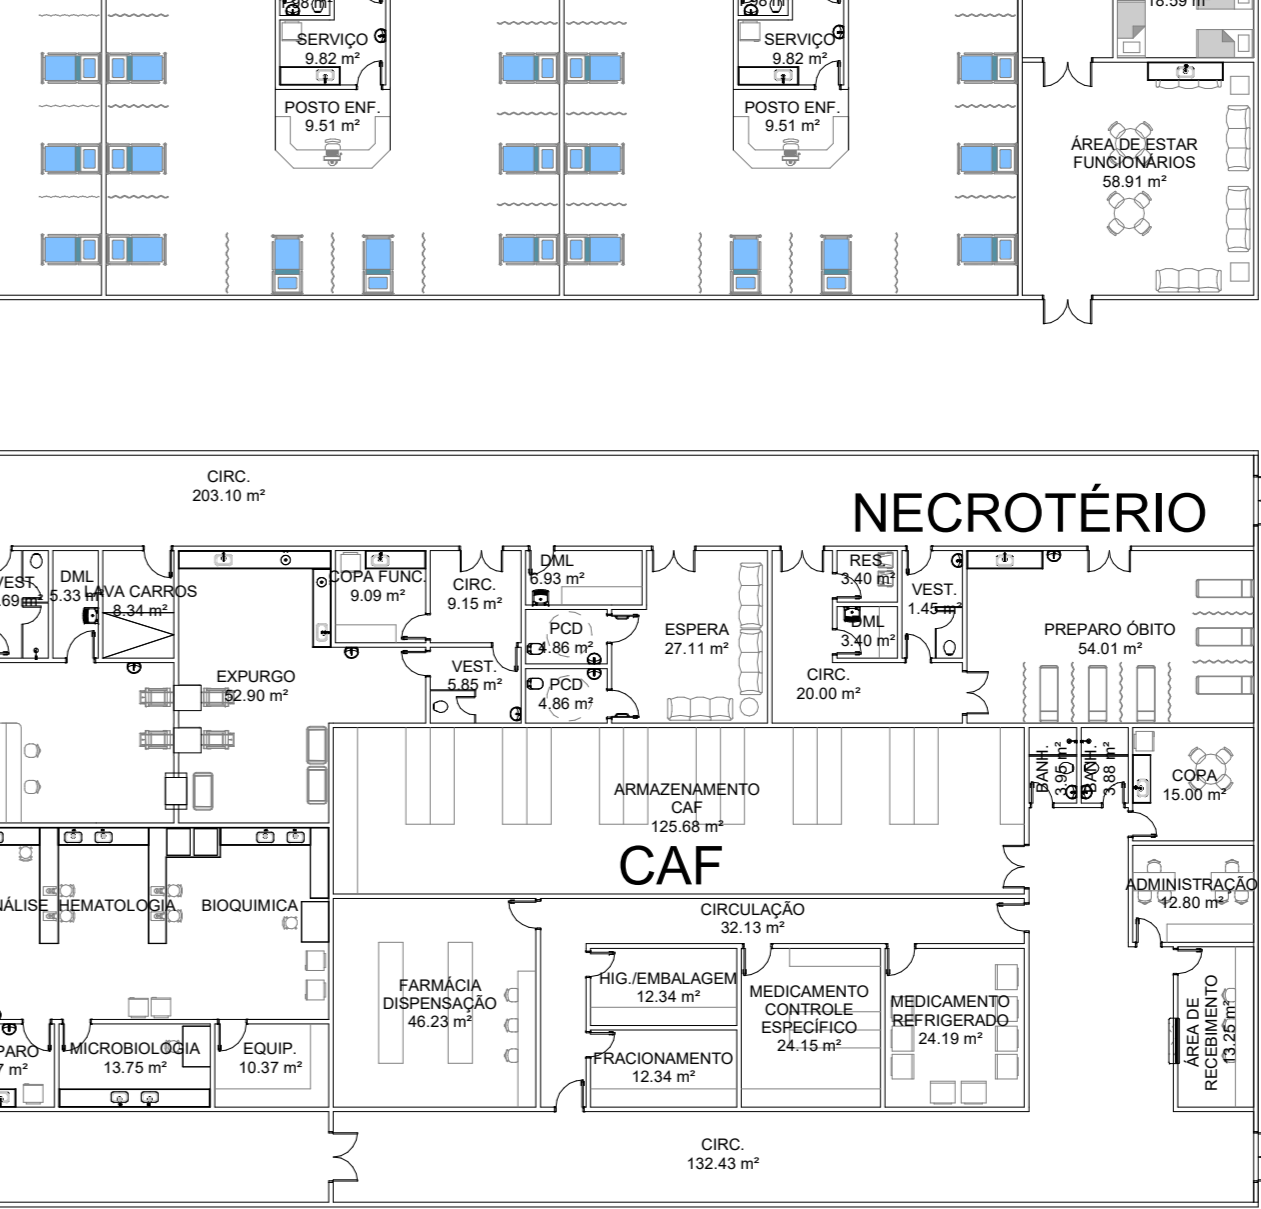 SERVIÇO
9.82 m²
SERVIÇO
9.82 m²
18.59 m²
POSTO ENF.
9.51 m²
POSTO ENF.
9.51 m²
ÁREA DE ESTAR
FUNCIONÁRIOS
58.91 m²
CIRC.
203.10 m²
NECROTÉRIO
VEST.
DML
5.33 m²
LAVA CARROS
8.34 m²
COPA FUNC.
9.09 m²
CIRC.
9.15 m²
DML
6.93 m²
RES.
3.40 m²
VEST.
1.45 m²
DML
3.40 m²
PCD
4.86 m²
ESPERA
27.11 m²
PREPARO ÓBITO
54.01 m²
EXPURGO
52.90 m²
VEST.
5.85 m²
PCD
4.86 m²
CIRC.
20.00 m²
ARMAZENAMENTO
CAF
125.68 m²
CAF
BANH.
3.95 m²
BANH.
3.88 m²
COPA
15.00 m²
NÁLISE
HEMATOLOGIA
BIOQUIMICA
ADMINISTRAÇÃO
12.80 m²
CIRCULAÇÃO
32.13 m²
FARMÁCIA
DISPENSAÇÃO
46.23 m²
HIG./EMBALAGEM
12.34 m²
MEDICAMENTO
CONTROLE
ESPECÍFICO
24.15 m²
MEDICAMENTO
REFRIGERADO
24.19 m²
ÁREA DE
RECEBIMENTO
13.25 m²
PARO
7 m²
MICROBIOLOGIA
13.75 m²
EQUIP.
10.37 m²
FRACIONAMENTO
12.34 m²
CIRC.
132.43 m²